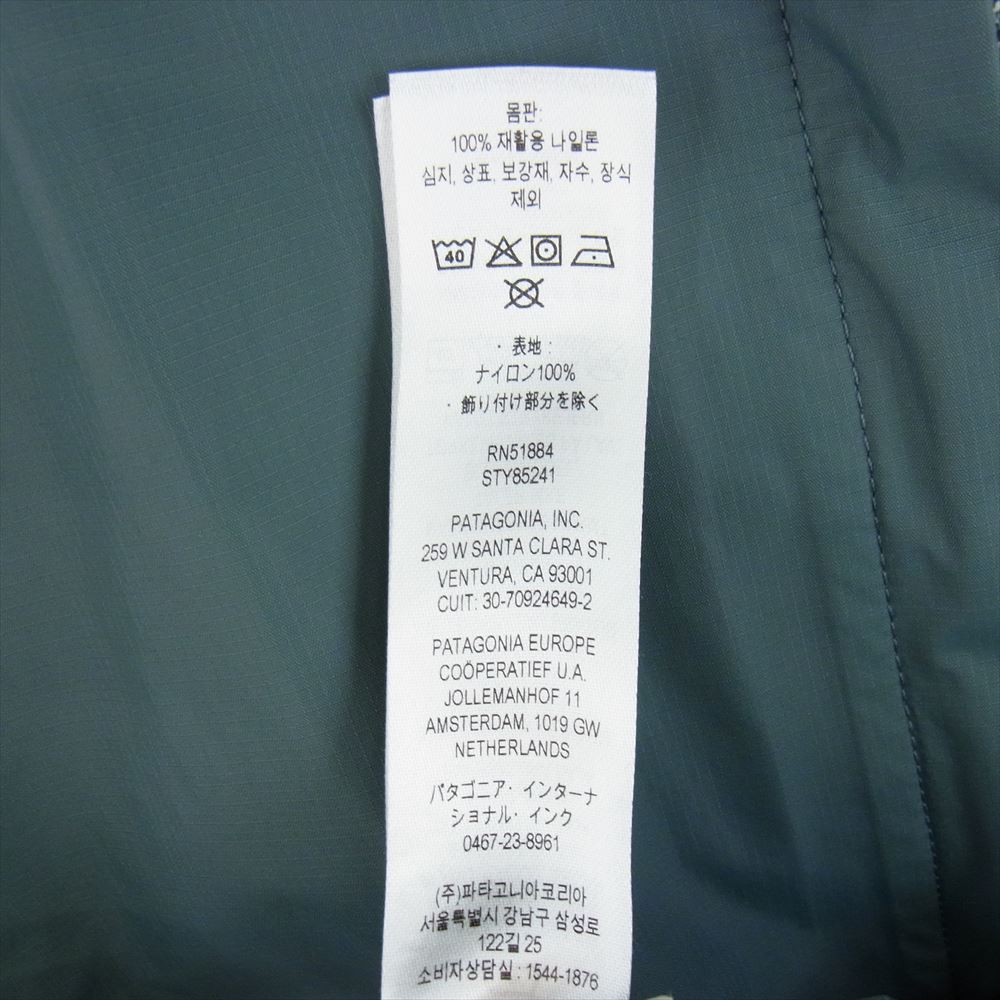 몸판:
100% 재활용 나일론
심지, 상표, 보강재, 자수, 장식
제외
40
・表地 :
ナイロン100%
・飾り付け部分を除く
RN51884
STY85241
PATAGONIA, INC.
259 W SANTA CLARA ST.
VENTURA, CA 93001
CUIT: 30-70924649-2
PATAGONIA EUROPE
COÖPERATIEF U.A.
JOLLEMANHOF 11
AMSTERDAM, 1019 GW
NETHERLANDS
パタゴニア・インターナ
ショナル・インク
0467-23-8961
(주)파타고니아코리아
서울특별시 강남구 삼성로
122길 25
소비자상담실 : 1544-1876